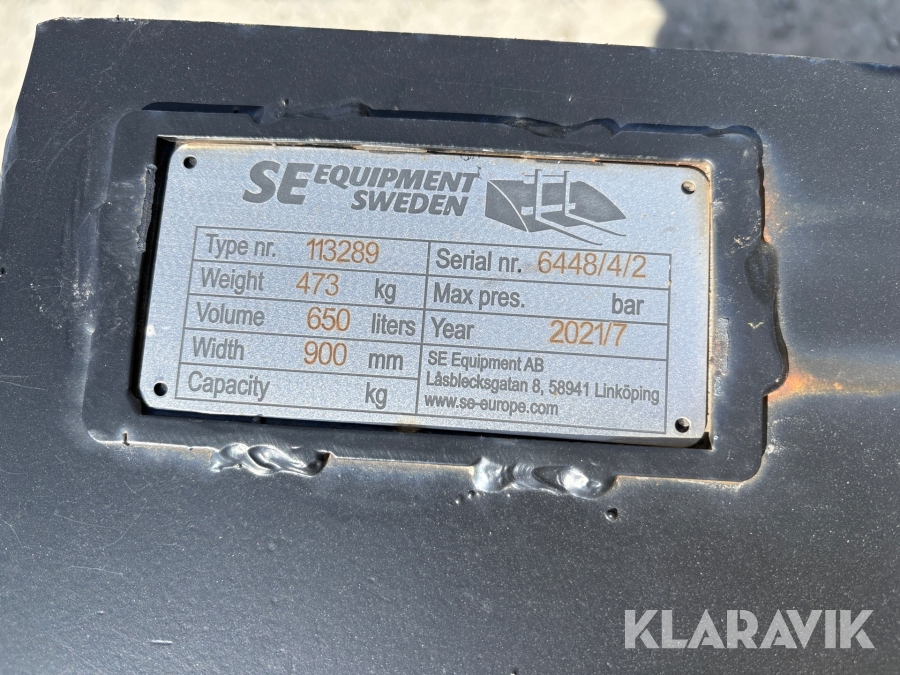 SE EQUIPMENT SWEDEN
Type nr. 113289
Weight 473 kg
Volume 650 liters
Width 900 mm
Capacity kg
Serial nr. 6448/4/2
Max pres. bar
Year 2021/7
SE Equipment AB
Låsblecksgatan 8, 58941 Linköping
www.se-europe.com
KLARAVIK